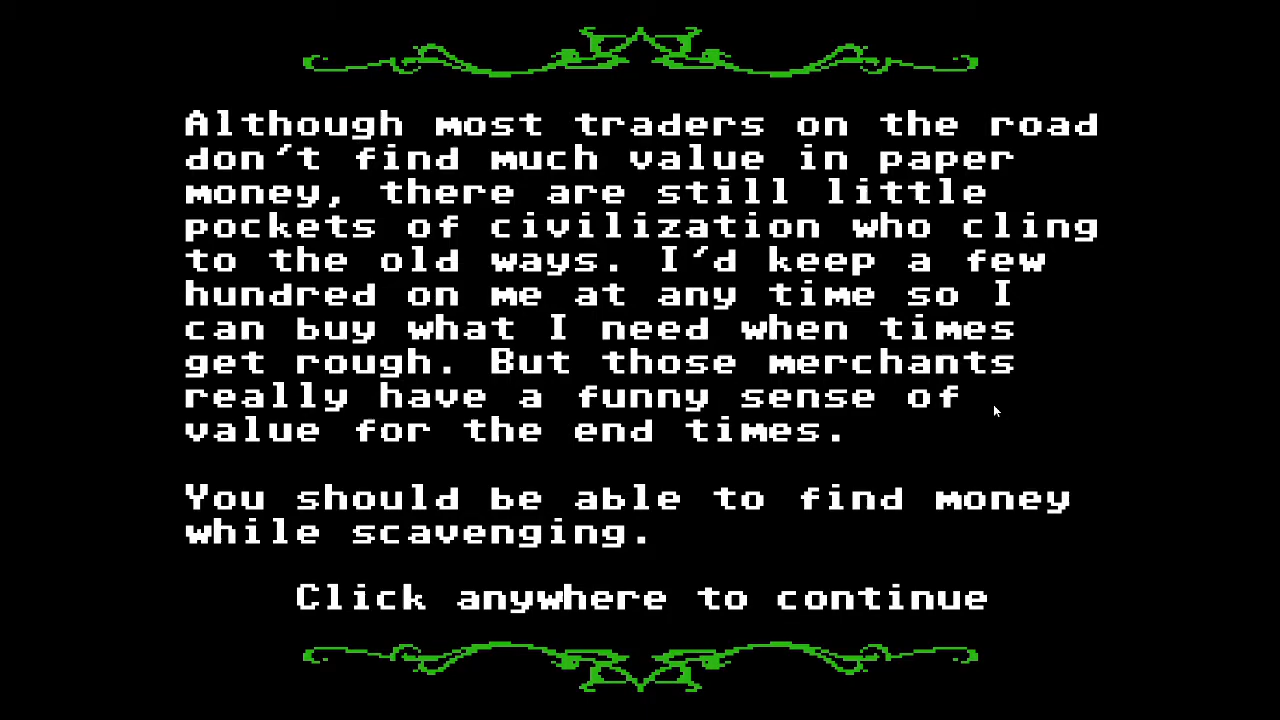 Although most traders on the road
don't find much value in paper
money, there are still little
pockets of civilization who cling
to the old ways. I'd keep a few
hundred on me at any time so I
can buy what I need when times
get rough. But those merchants
really have a funny sense of
value for the end times.
You should be able to find money
while scavenging.
Click anywhere to continue